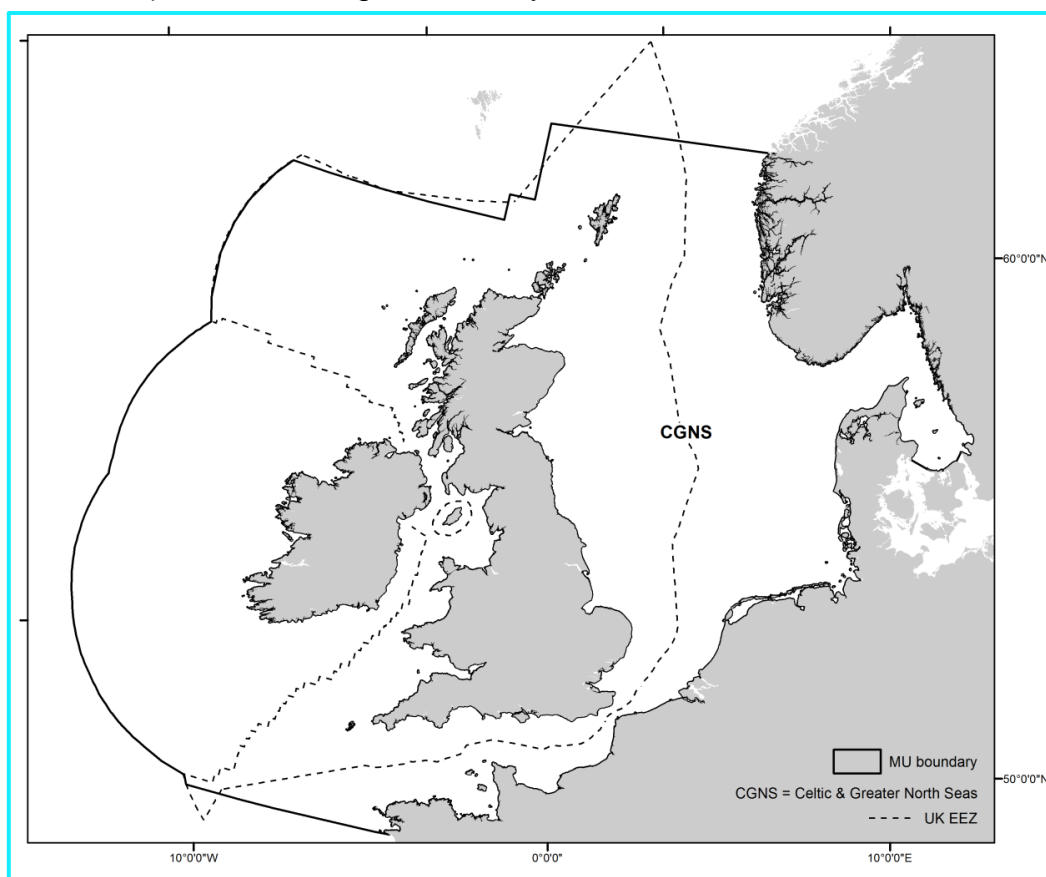 60°0'0"N
CGNS
MU boundary
CGNS = Celtic & Greater North Seas
50°0'0"N
UK EEZ
10°0'0"W
0°0'0"
10°0'0"E